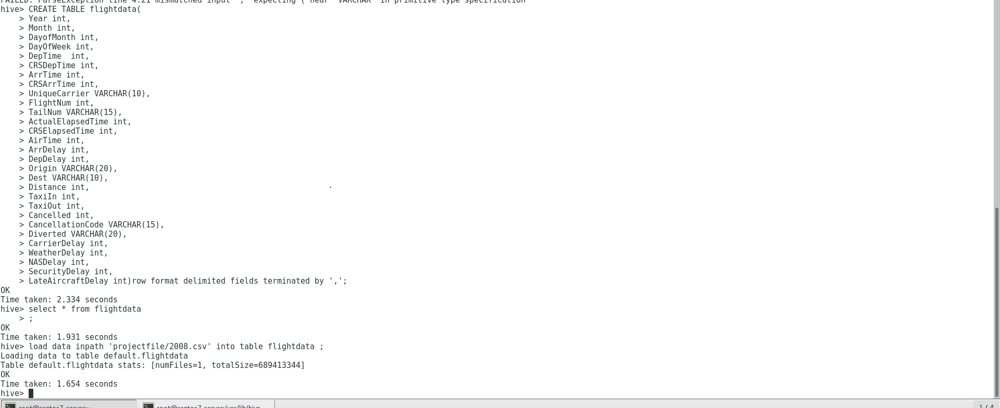 FAILED: ParseException line 4:21 mismatched input ',' expecting ( near 'VARCHAR' in primitive type specification
hive> CREATE TABLE flightdata(
    > Year int,
    > Month int,
    > DayofMonth int,
    > DayOfWeek int,
    > DepTime  int,
    > CRSDepTime int,
    > ArrTime int,
    > CRSArrTime int,
    > UniqueCarrier VARCHAR(10),
    > FlightNum int,
    > TailNum VARCHAR(15),
    > ActualElapsedTime int,
    > CRSElapsedTime int,
    > AirTime int,
    > ArrDelay int,
    > DepDelay int,
    > Origin VARCHAR(20),
    > Dest VARCHAR(10),
    > Distance int,
    > TaxiIn int,
    > TaxiOut int,
    > Cancelled int,
    > CancellationCode VARCHAR(15),
    > Diverted VARCHAR(20),
    > CarrierDelay int,
    > WeatherDelay int,
    > NASDelay int,
    > SecurityDelay int,
    > LateAircraftDelay int)row format delimited fields terminated by ',';
OK
Time taken: 2.334 seconds
hive> select * from flightdata
    > ;
OK
Time taken: 1.931 seconds
hive> load data inpath 'projectfile/2008.csv' into table flightdata ;
Loading data to table default.flightdata
Table default.flightdata stats: [numFiles=1, totalSize=689413344]
OK
Time taken: 1.654 seconds
hive>
root@centos7-server:~ root@centos7-server:/usr/lib/hive 1 / 4